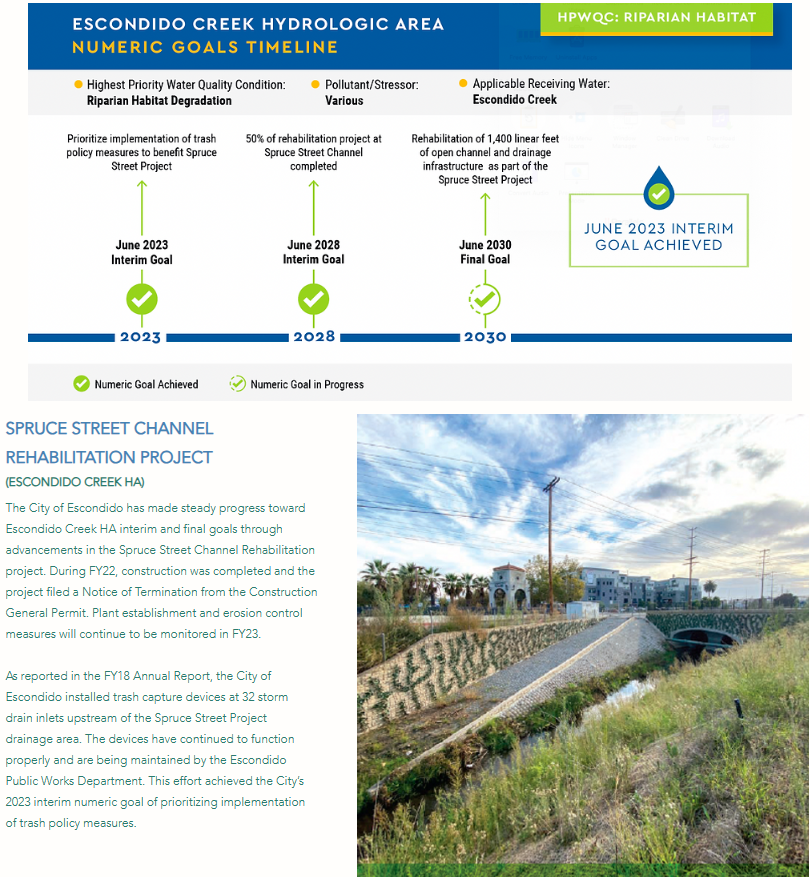 ESCONDIDO CREEK HYDROLOGIC AREA
NUMERIC GOALS TIMELINE
HPWQC: RIPARIAN HABITAT
Highest Priority Water Quality Condition:
Riparian Habitat Degradation
Pollutant/Stressor:
Various
Applicable Receiving Water:
Escondido Creek
Prioritize implementation of trash
policy measures to benefit Spruce
Street Project
50% of rehabilitation project at
Spruce Street Channel
completed
Rehabilitation of 1,400 linear feet
of open channel and drainage
infrastructure as part of the
Spruce Street Project
JUNE 2023 INTERIM
GOAL ACHIEVED
June 2023
Interim Goal
June 2028
Interim Goal
June 2030
Final Goal
2023
2028
2030
Numeric Goal Achieved
Numeric Goal in Progress
SPRUCE STREET CHANNEL
REHABILITATION PROJECT
(ESCONDIDO CREEK HA)
The City of Escondido has made steady progress toward
Escondido Creek HA interim and final goals through
advancements in the Spruce Street Channel Rehabilitation
project. During FY22, construction was completed and the
project filed a Notice of Termination from the Construction
General Permit. Plant establishment and erosion control
measures will continue to be monitored in FY23.
As reported in the FY18 Annual Report, the City of
Escondido installed trash capture devices at 32 storm
drain inlets upstream of the Spruce Street Project
drainage area. The devices have continued to function
properly and are being maintained by the Escondido
Public Works Department. This effort achieved the City's
2023 interim numeric goal of prioritizing implementation
of trash policy measures.